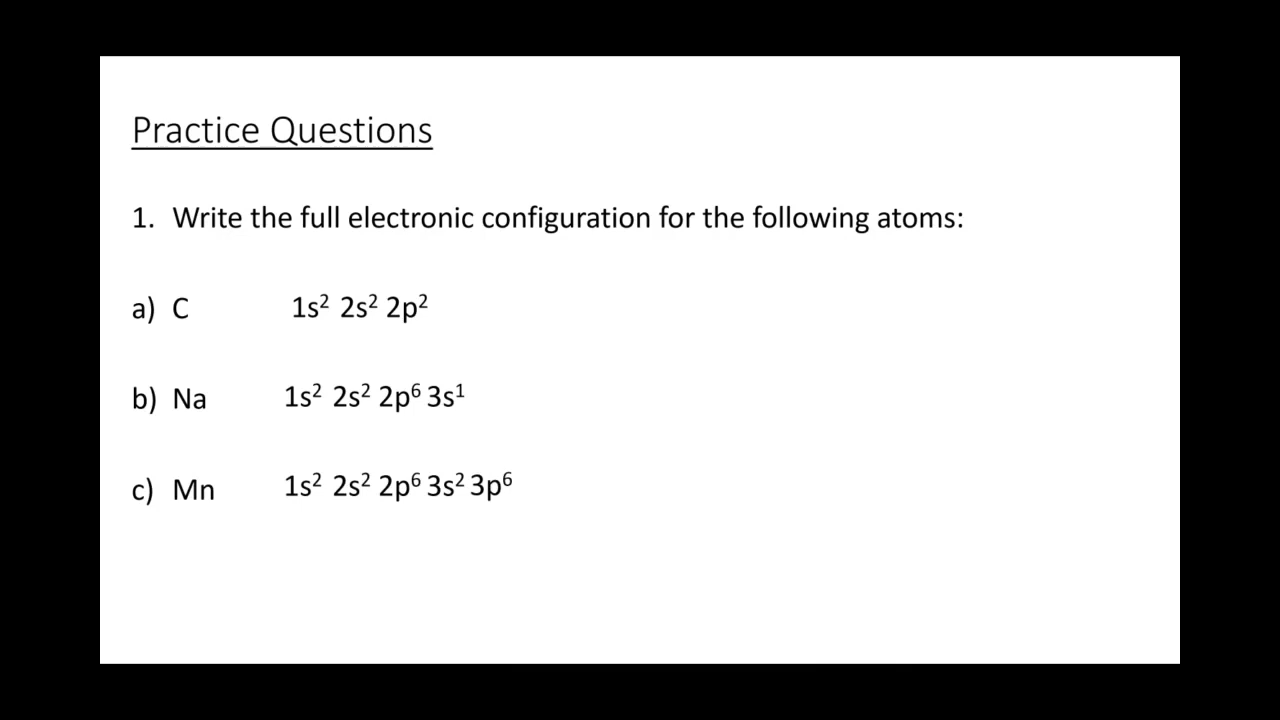 Practice Questions
1. Write the full electronic configuration for the following atoms:
a) C 1s² 2s² 2p²
b) Na 1s² 2s² 2p⁶ 3s¹
c) Mn 1s² 2s² 2p⁶ 3s² 3p⁶